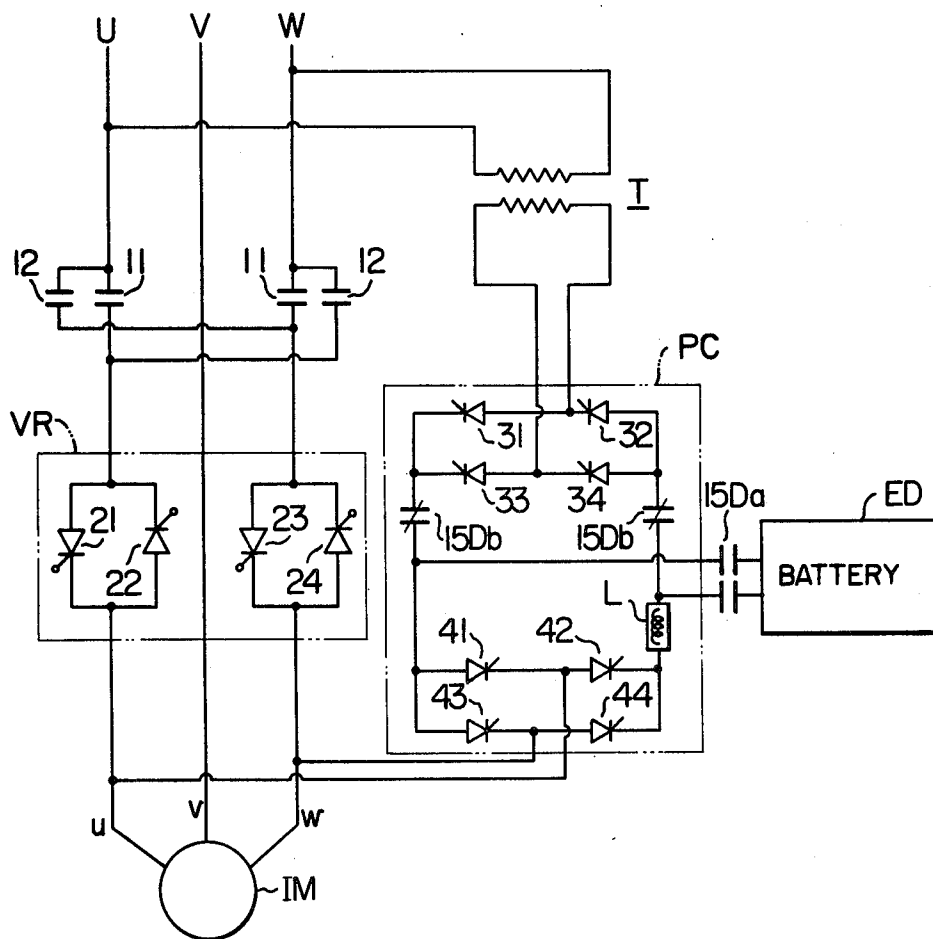 U V W
T
12 11 11 12
PC
VR
31 32
33 34
15Da ED
21 22 23 24
15Db 15Db
BATTERY
L
41 42
43 44
u v w
IM